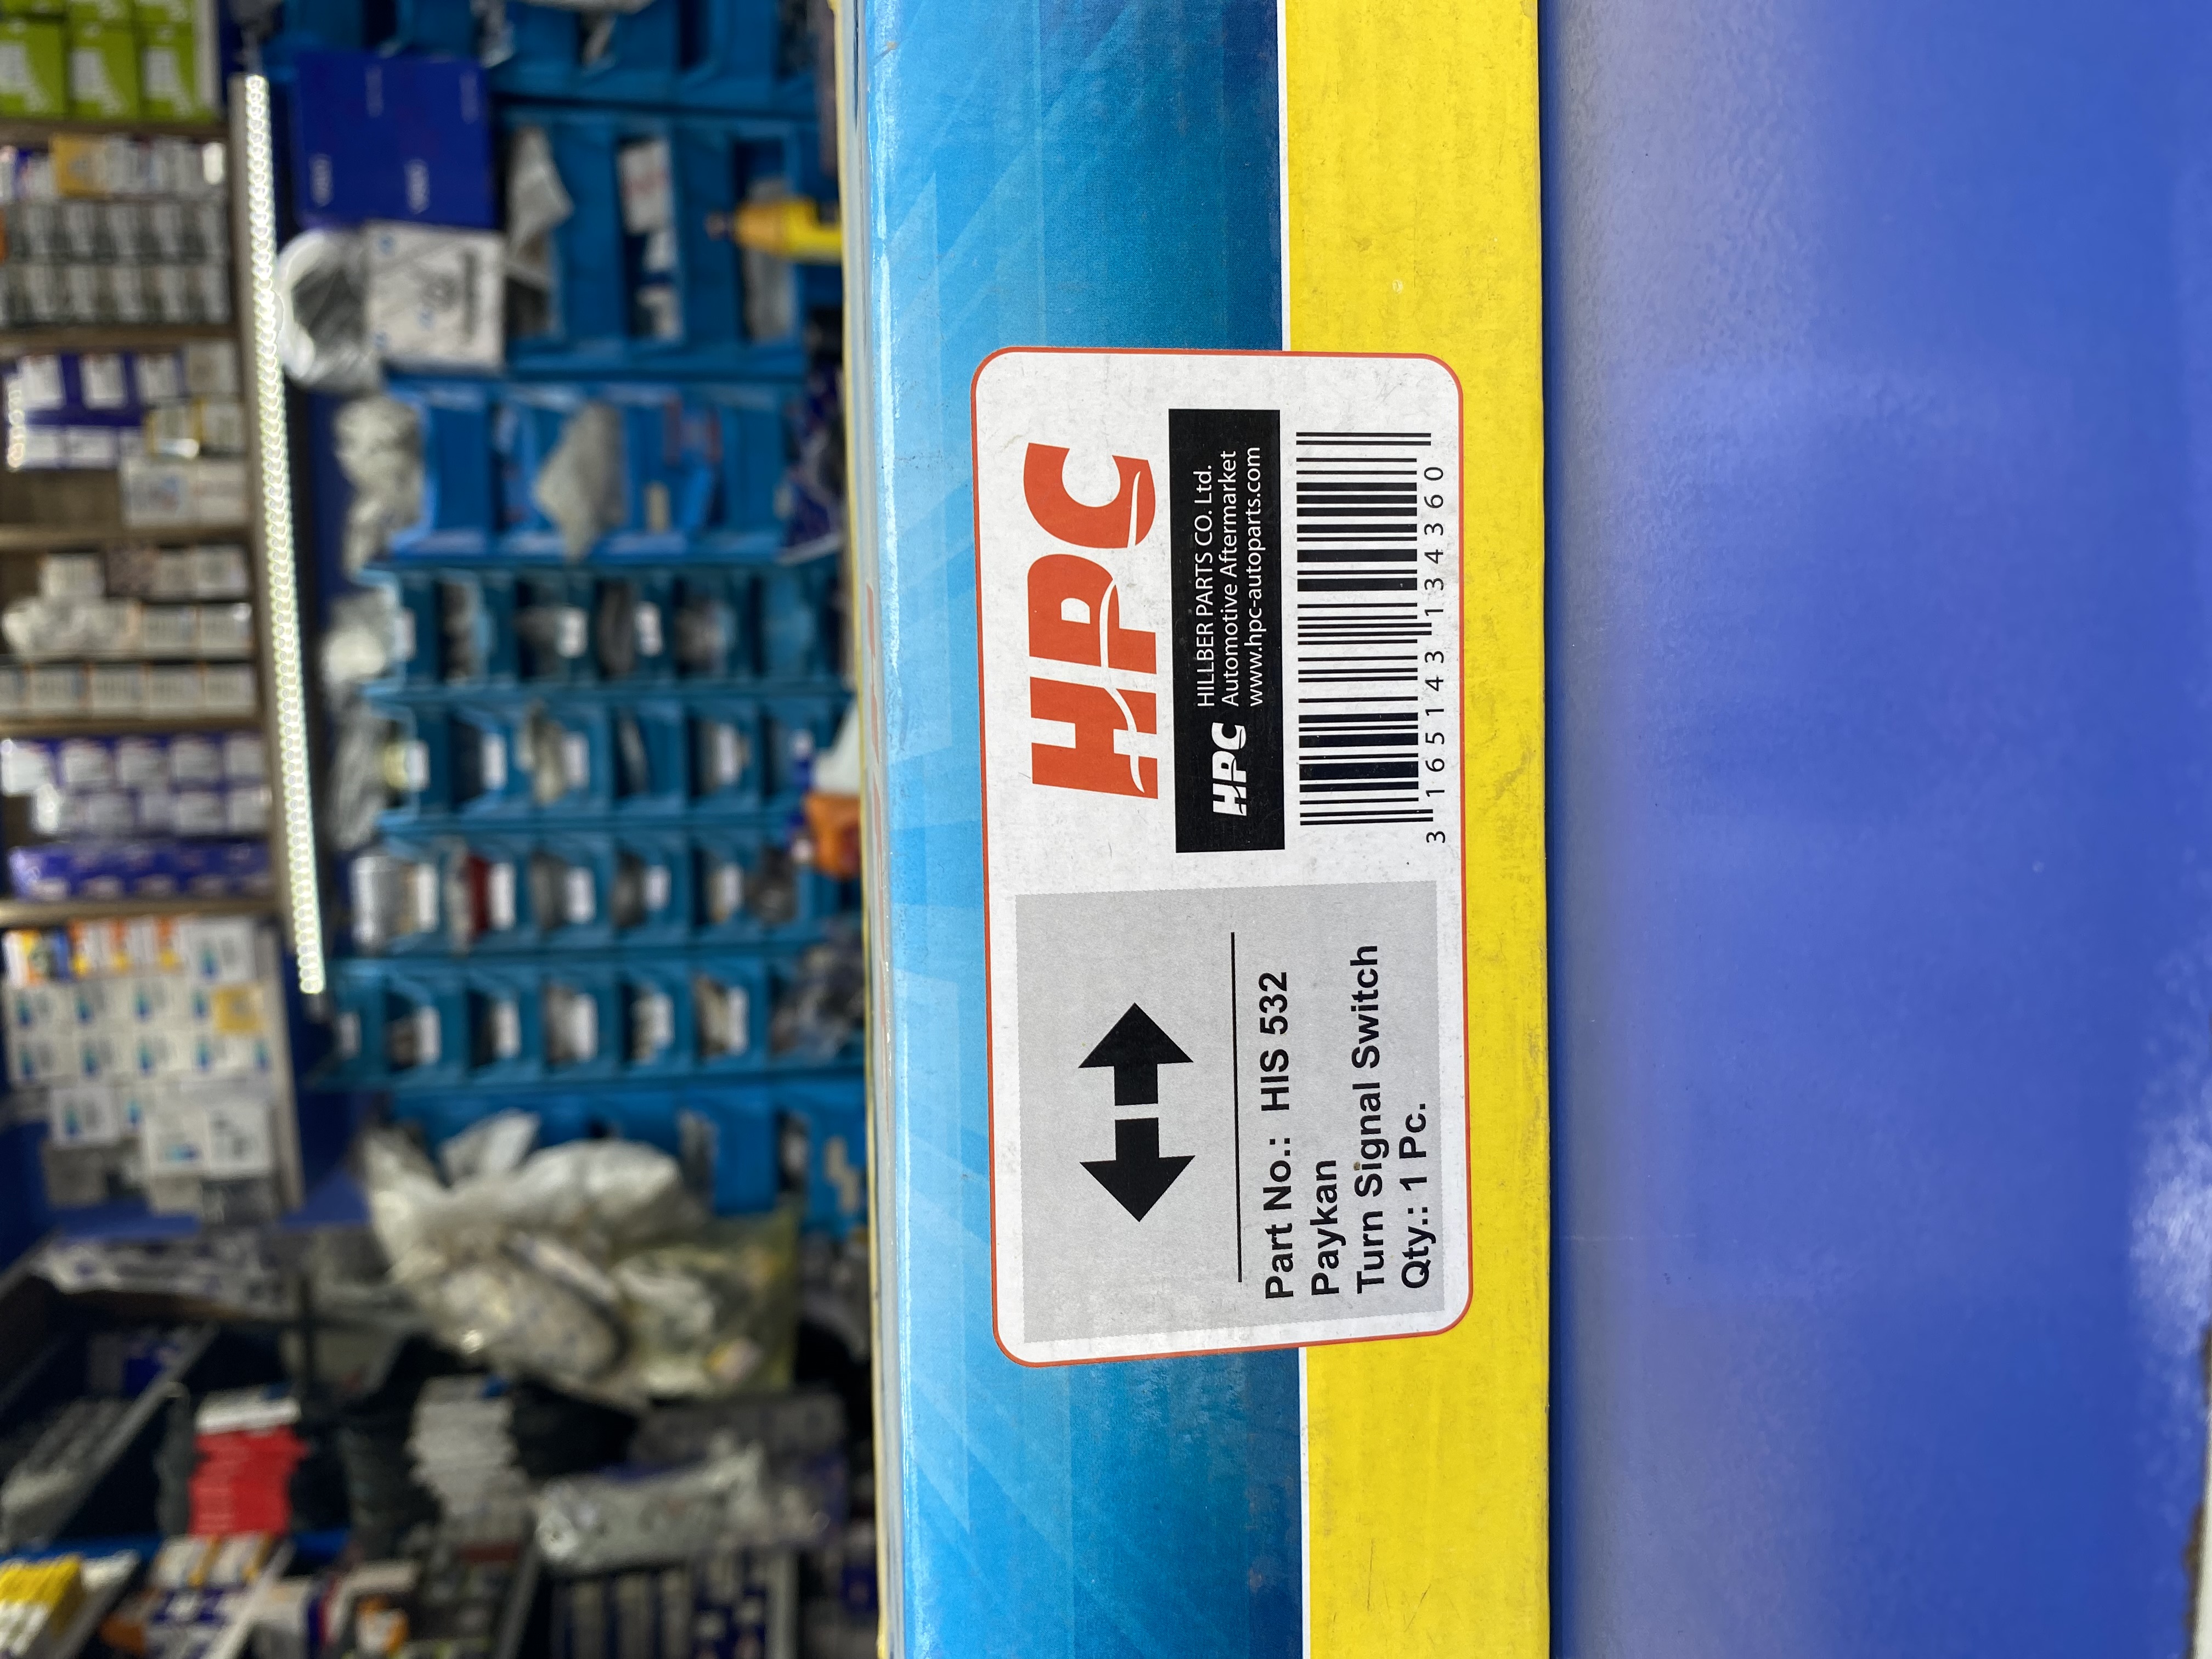 HPC
HPC
HILLBER PARTS CO. Ltd.
Automotive Aftermarket
www.hpc-autoparts.com
3 165143 134360
Part No.: HIS 532
Paykan
Turn Signal Switch
Qty.: 1 Pc.